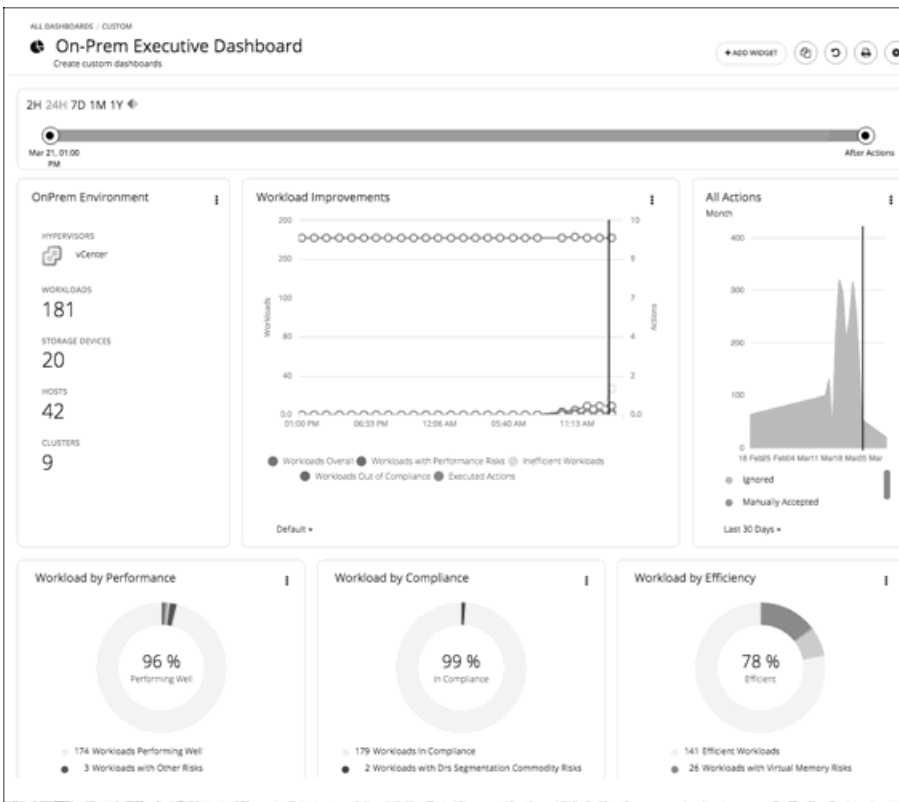 ALL DASHBOARDS / CUSTOM
On-Prem Executive Dashboard
Create custom dashboards
+ ADD WIDGET
2H 24H 7D 1M 1Y
Mar 21, 01:00
PM
After Actions
OnPrem Environment
HYPERVISORS
vCenter
WORKLOADS
181
STORAGE DEVICES
20
HOSTS
42
CLUSTERS
9
Workload Improvements
200
200
100
80
40
0.0
Workloads
10
9
7
4
2
0.0
Actions
01:00 PM 06:33 PM 12:06 AM 05:40 AM 11:13 AM
Workloads Overall Workloads with Performance Risks Inefficient Workloads
Workloads Out of Compliance Executed Actions
Default
All Actions
Month
400
300
200
100
0
18 Feb25 Feb04 Mar11 Mar18 Mar05 Mar
Ignored
Manually Accepted
Last 30 Days
Workload by Performance
96 %
Performing Well
174 Workloads Performing Well
3 Workloads with Other Risks
Workload by Compliance
99 %
In Compliance
179 Workloads In Compliance
2 Workloads with Drs Segmentation Commodity Risks
Workload by Efficiency
78 %
Efficient
141 Efficient Workloads
26 Workloads with Virtual Memory Risks